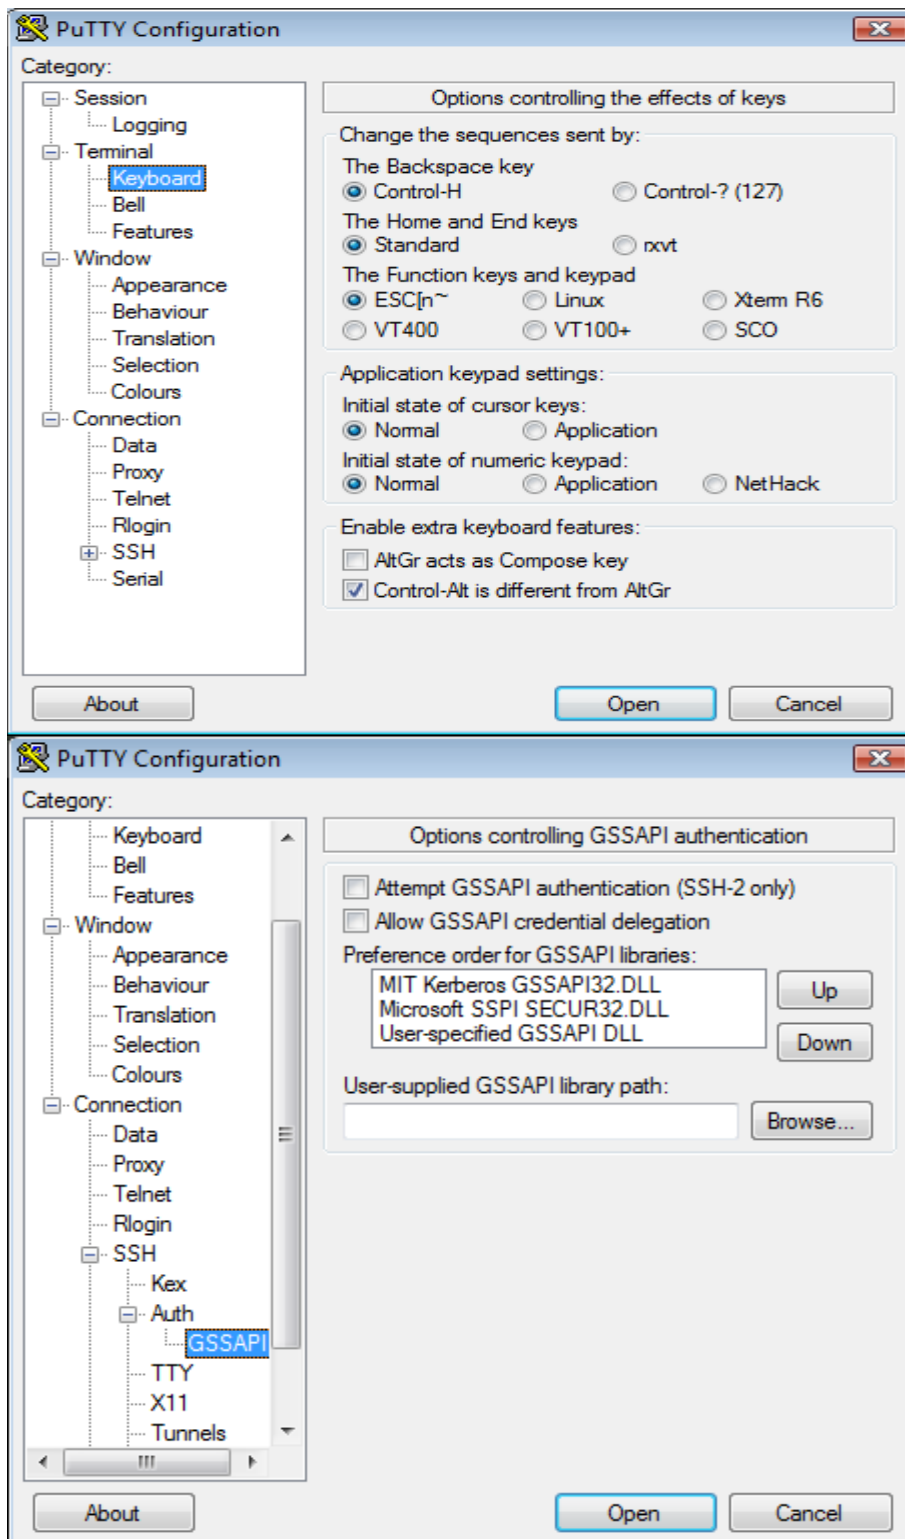 PuTTY Configuration
Category:
Session
Logging
Terminal
Keyboard
Bell
Features
Window
Appearance
Behaviour
Translation
Selection
Colours
Connection
Data
Proxy
Telnet
Rlogin
SSH
Serial
Options controlling the effects of keys
Change the sequences sent by:
The Backspace key
Control-H Control-? (127)
The Home and End keys
Standard rxvt
The Function keys and keypad
ESC[n~ Linux Xterm R6
VT400 VT100+ SCO
Application keypad settings:
Initial state of cursor keys:
Normal Application
Initial state of numeric keypad:
Normal Application NetHack
Enable extra keyboard features:
AltGr acts as Compose key
Control-Alt is different from AltGr
About Open Cancel
PuTTY Configuration
Category:
Keyboard
Bell
Features
Window
Appearance
Behaviour
Translation
Selection
Colours
Connection
Data
Proxy
Telnet
Rlogin
SSH
Kex
Auth
GSSAPI
TTY
X11
Tunnels
Options controlling GSSAPI authentication
Attempt GSSAPI authentication (SSH-2 only)
Allow GSSAPI credential delegation
Preference order for GSSAPI libraries:
MIT Kerberos GSSAPI32.DLL
Microsoft SSPI SECUR32.DLL
User-specified GSSAPI DLL
Up
Down
User-supplied GSSAPI library path:
Browse...
About Open Cancel